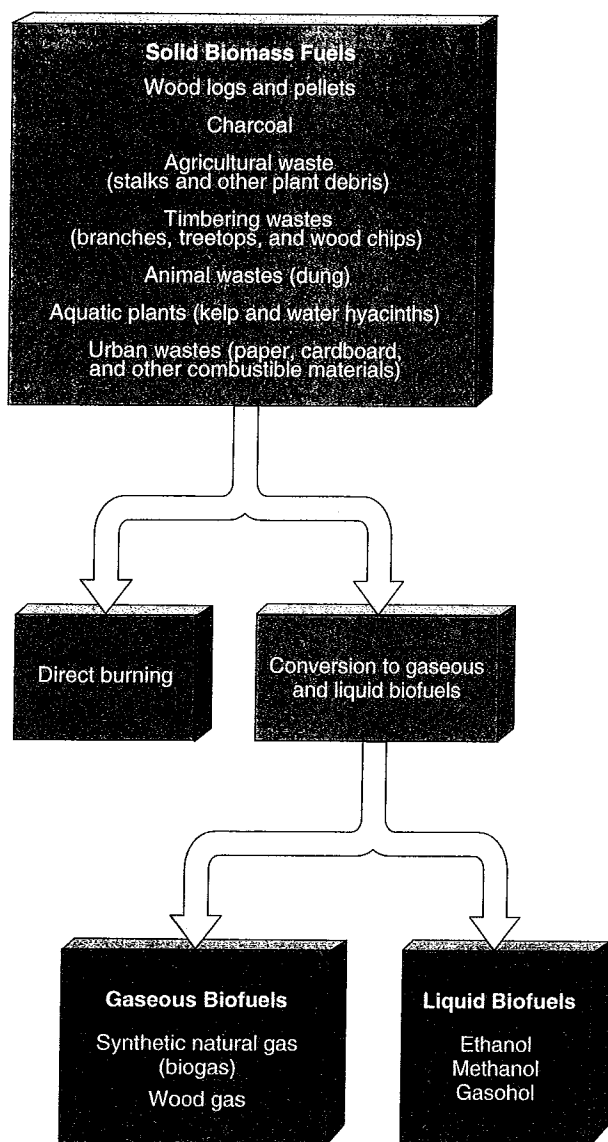 Solid Biomass Fuels
Wood logs and pellets
Charcoal
Agricultural waste
(stalks and other plant debris)
Timbering wastes
(branches, treetops, and wood chips)
Animal wastes (dung)
Aquatic plants (kelp and water hyacinths)
Urban wastes (paper, cardboard,
and other combustible materials)
Direct burning
Conversion to gaseous
and liquid biofuels
Gaseous Biofuels
Synthetic natural gas
(biogas)
Wood gas
Liquid Biofuels
Ethanol
Methanol
Gasohol